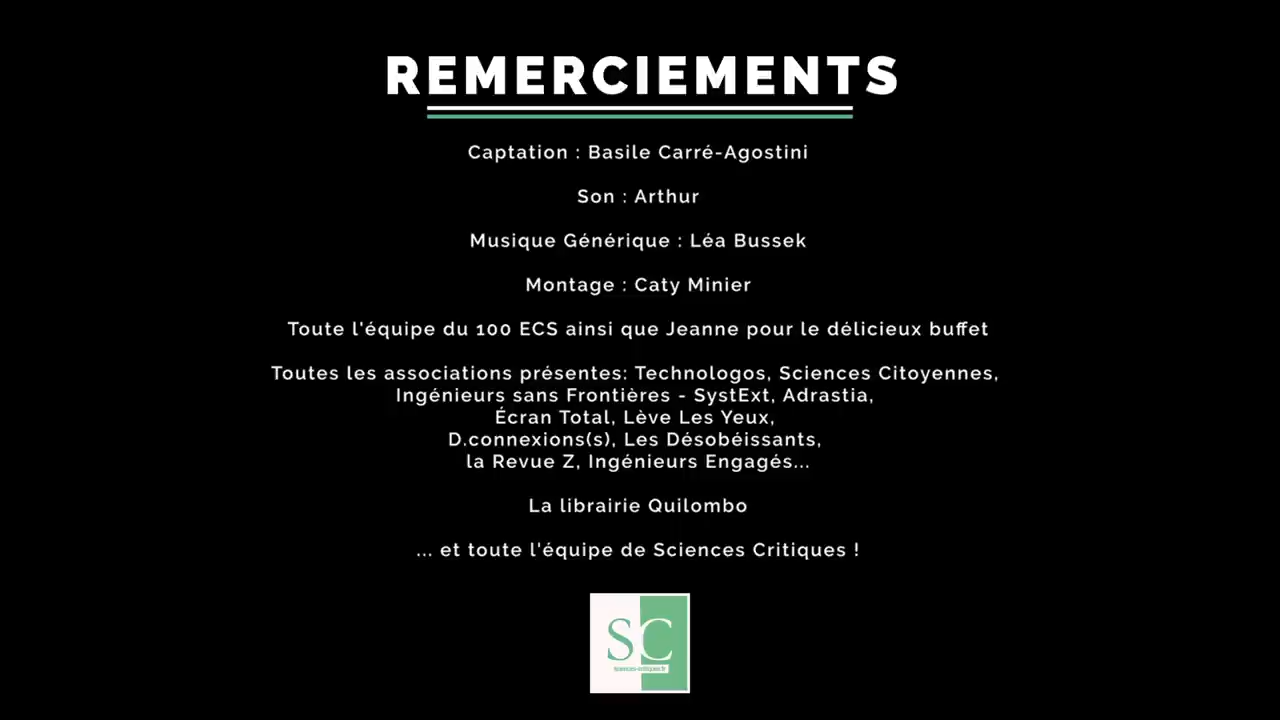 REMERCIEMENTS
Captation : Basile Carré-Agostini
Son : Arthur
Musique Générique : Léa Bussek
Montage : Caty Minier
Toute l'équipe du 100 ECS ainsi que Jeanne pour le délicieux buffet
Toutes les associations présentes: Technologos, Sciences Citoyennes,
Ingénieurs sans Frontières - SystExt, Adrastia,
Écran Total, Lève Les Yeux,
D.connexions(s), Les Désobéissants,
la Revue Z, Ingénieurs Engagés...
La librairie Quilombo
... et toute l'équipe de Sciences Critiques !
SC
sciences-critiques.fr